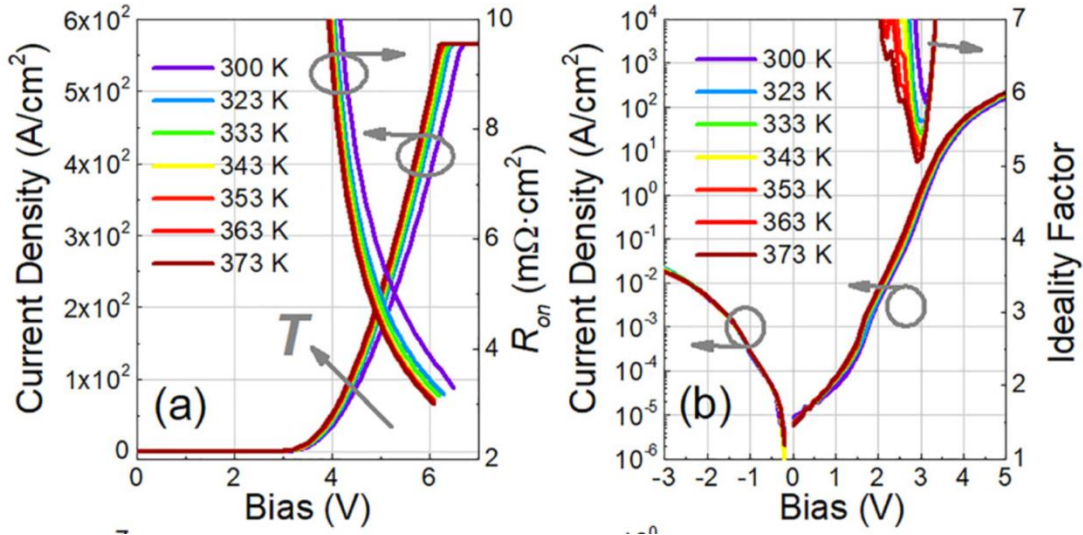 6x10²
5x10²
4x10²
3x10²
2x10²
1x10²
0
Current Density (A/cm²)
300 K
323 K
333 K
343 K
353 K
363 K
373 K
T
(a)
10
8
6
4
2
Rₒₙ (mΩ·cm²)
0 2 4 6
Bias (V)
10⁴
10³
10²
10¹
10⁰
10⁻¹
10⁻²
10⁻³
10⁻⁴
10⁻⁵
10⁻⁶
Current Density (A/cm²)
300 K
323 K
333 K
343 K
353 K
363 K
373 K
(b)
7
6
5
4
3
2
1
Ideality Factor
-3 -2 -1 0 1 2 3 4 5
Bias (V)
10⁰